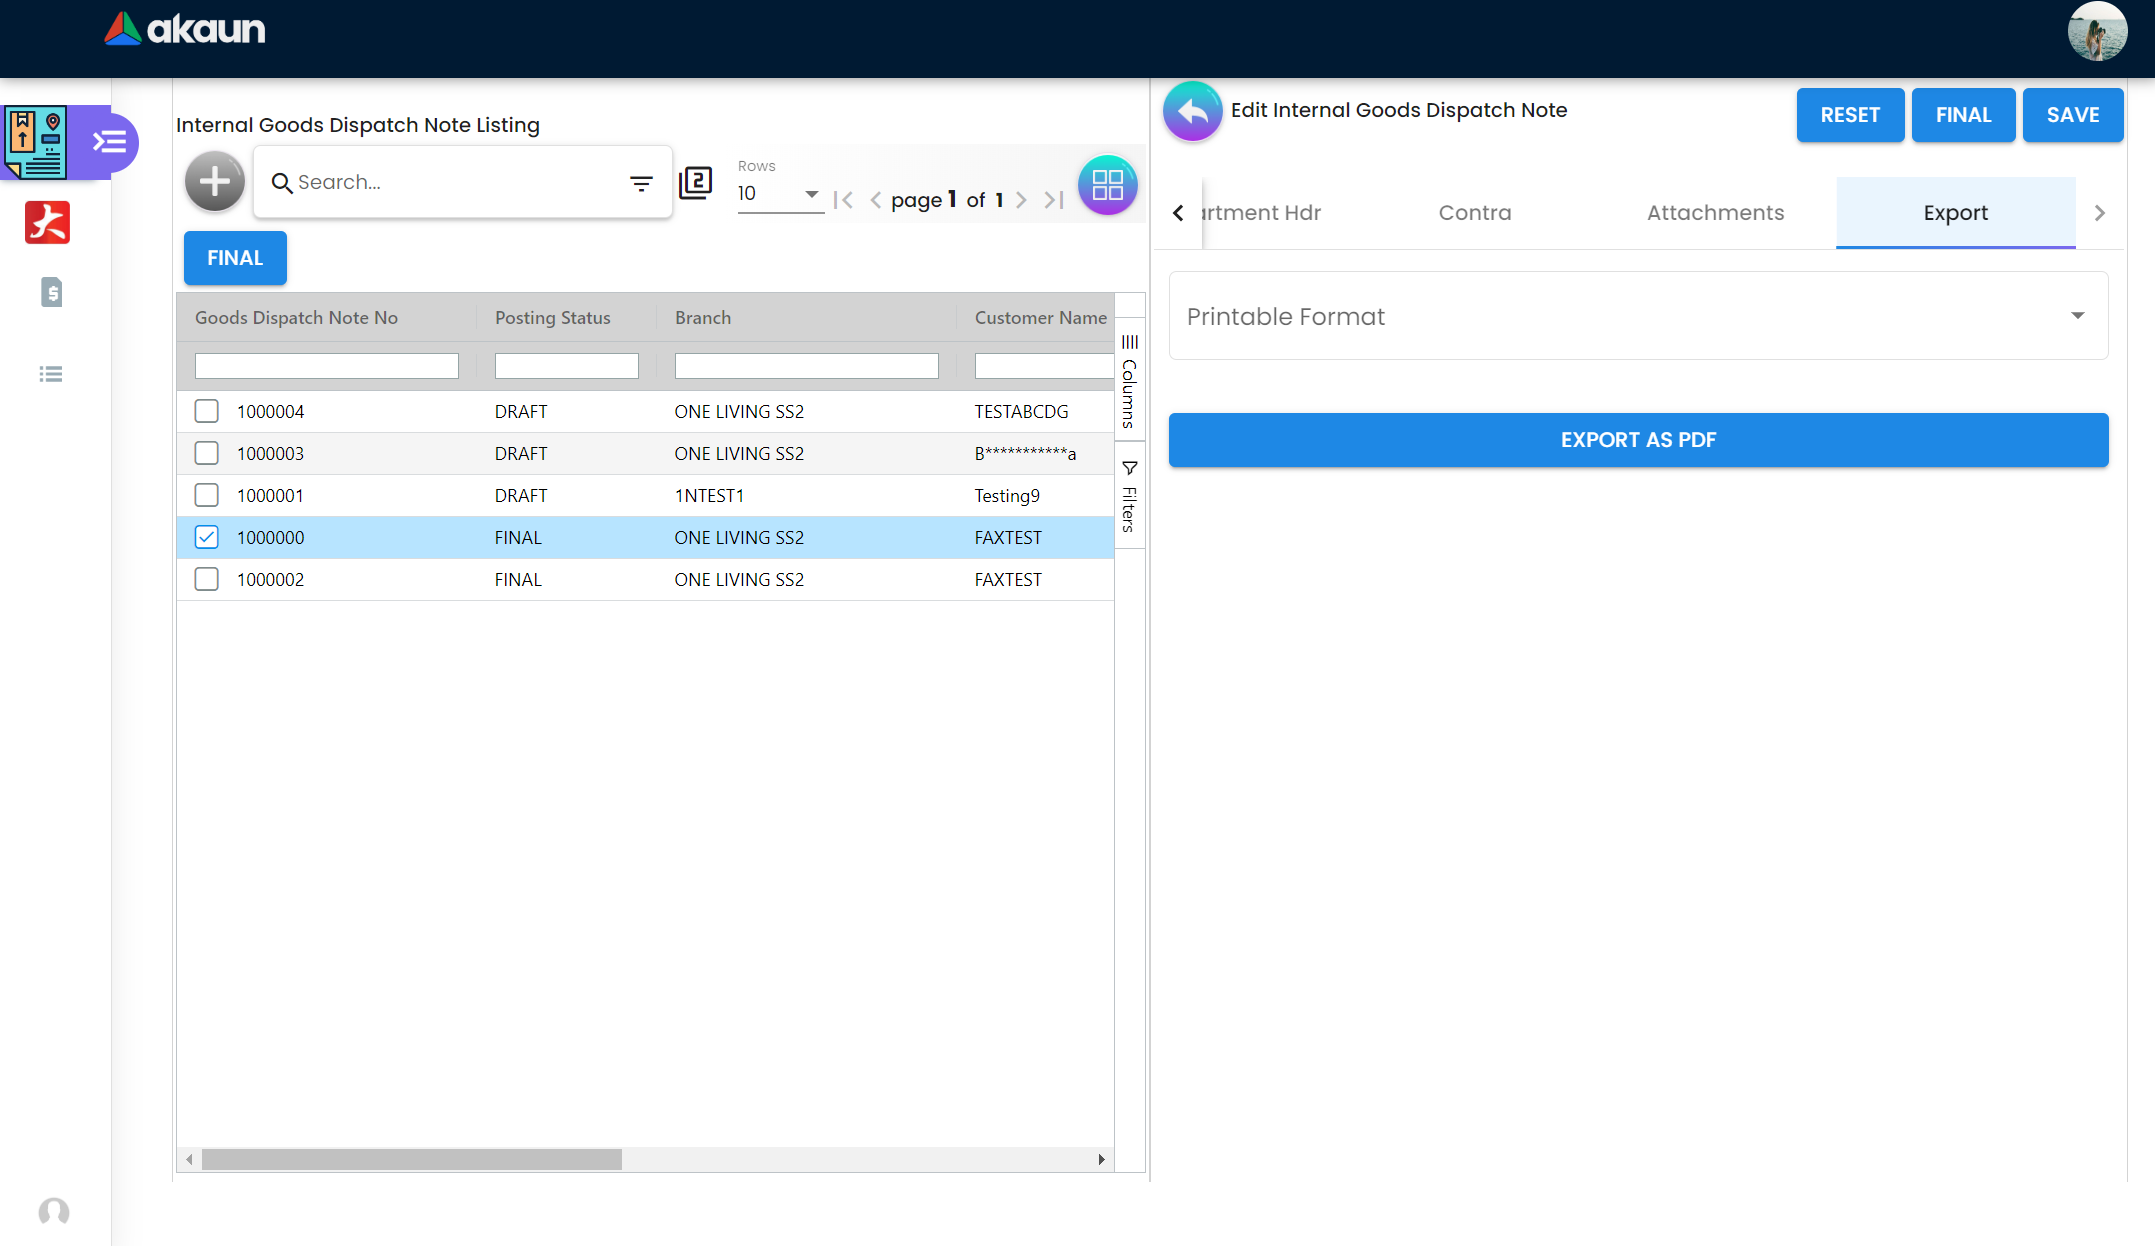 akaun
Internal Goods Dispatch Note Listing
Search...
2
Rows
10
page 1 of 1
FINAL
Goods Dispatch Note No Posting Status Branch Customer Name
1000004 DRAFT ONE LIVING SS2 TESTABCDG
1000003 DRAFT ONE LIVING SS2 B***********a
1000001 DRAFT 1NTEST1 Testing9
1000000 FINAL ONE LIVING SS2 FAXTEST
1000002 FINAL ONE LIVING SS2 FAXTEST
Columns
Filters
Edit Internal Goods Dispatch Note
RESET FINAL SAVE
artment Hdr Contra Attachments Export
Printable Format
EXPORT AS PDF
大
$